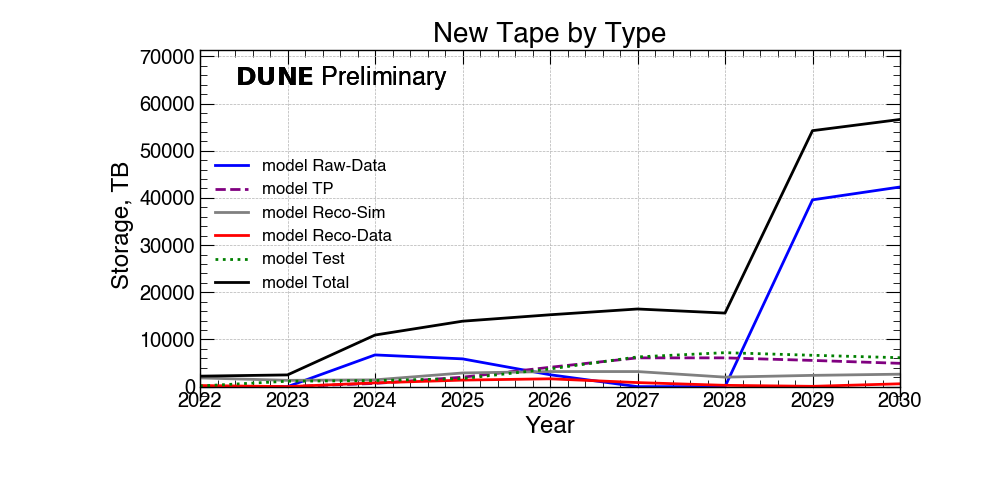 New Tape by Type
DUNE Preliminary
70000
60000
50000
40000
30000
20000
10000
0
Storage, TB
model Raw-Data
model TP
model Reco-Sim
model Reco-Data
model Test
model Total
2022 2023 2024 2025 2026 2027 2028 2029 2030
Year